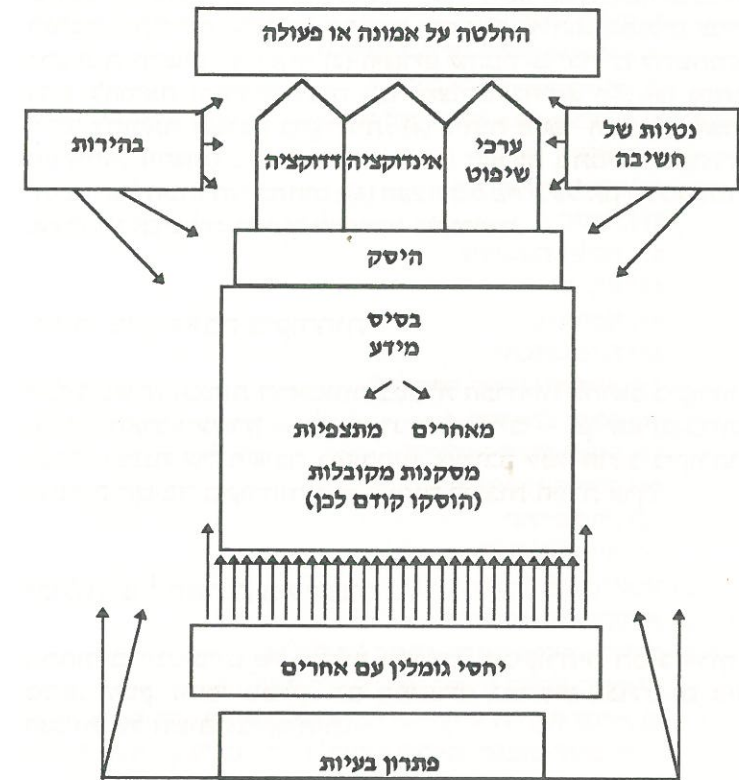 החלטה על אמונה או פעולה
נטיות של
חשיבה
ערכי
שיפוט
אינדוקציה
דדוקציה
בהירות
היסק
בסיס
מידע
מאחרים מתצפיות
מסקנות מקובלות
(הוסקו קודם לכן)
יחסי גומלין עם אחרים
פתרון בעיות